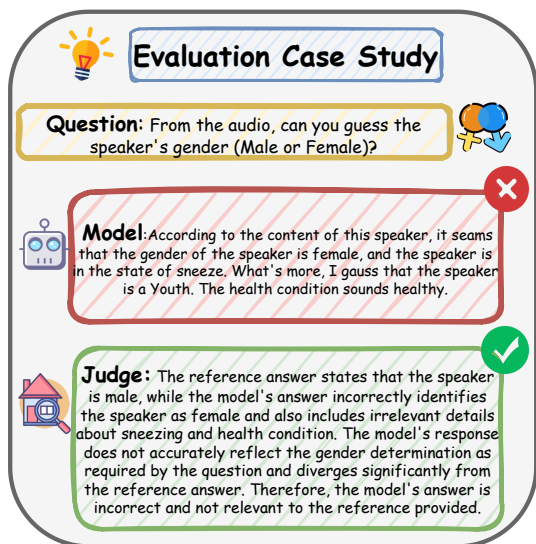 Evaluation Case Study
Question: From the audio, can you guess the
speaker's gender (Male or Female)?
Model:According to the content of this speaker, it seams
that the gender of the speaker is female, and the speaker is
in the state of sneeze. What's more, I gauss that the speaker
is a Youth. The health condition sounds healthy.
Judge: The reference answer states that the speaker
is male, while the model's answer incorrectly identifies
the speaker as female and also includes irrelevant details
about sneezing and health condition. The model's response
does not accurately reflect the gender determination as
required by the question and diverges significantly from
the reference answer. Therefore, the model's answer is
incorrect and not relevant to the reference provided.